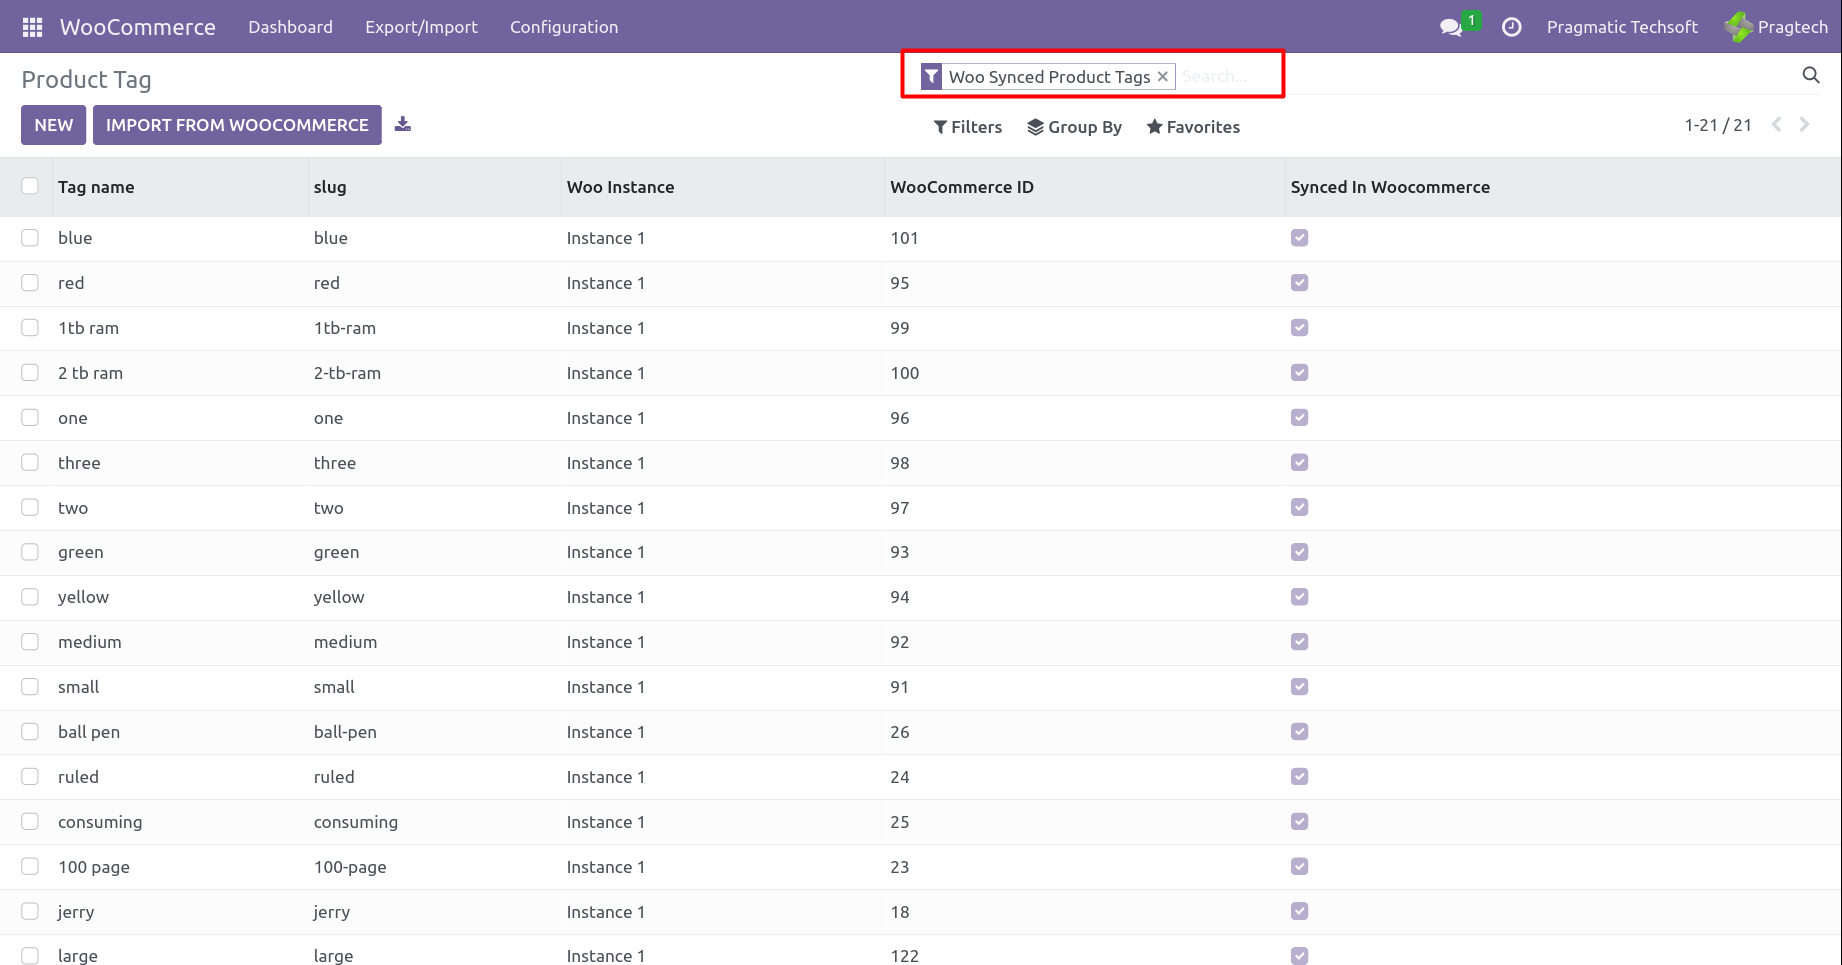 WooCommerce Dashboard Export/Import Configuration 1 Pragmatic Techsoft Pragtech
Product Tag Woo Synced Product Tags × Search...
NEW IMPORT FROM WOOCOMMERCE Filters Group By Favorites 1-21 / 21
Tag name slug Woo Instance WooCommerce ID Synced In Woocommerce
blue blue Instance 1 101
red red Instance 1 95
1tb ram 1tb-ram Instance 1 99
2 tb ram 2-tb-ram Instance 1 100
one one Instance 1 96
three three Instance 1 98
two two Instance 1 97
green green Instance 1 93
yellow yellow Instance 1 94
medium medium Instance 1 92
small small Instance 1 91
ball pen ball-pen Instance 1 26
ruled ruled Instance 1 24
consuming consuming Instance 1 25
100 page 100-page Instance 1 23
jerry jerry Instance 1 18
large large Instance 1 122